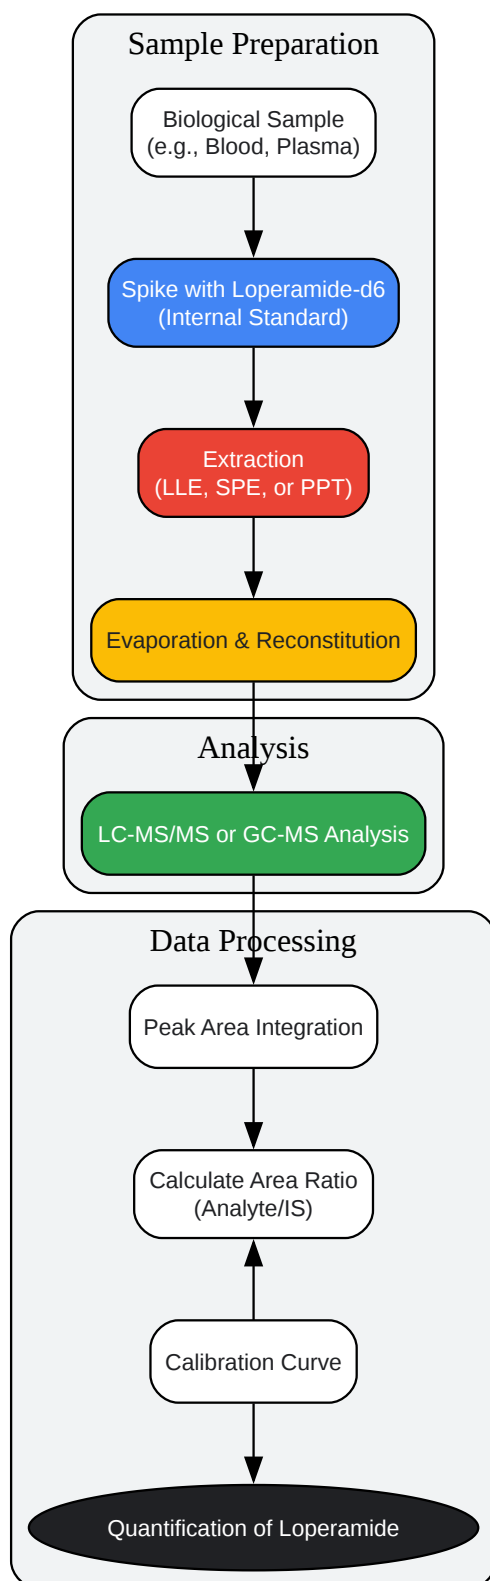 Sample Preparation
Biological Sample
(e.g., Blood, Plasma)
Spike with Loperamide-d6
(Internal Standard)
Extraction
(LLE, SPE, or PPT)
Evaporation & Reconstitution
Analysis
LC-MS/MS or GC-MS Analysis
Data Processing
Peak Area Integration
Calculate Area Ratio
(Analyte/IS)
Calibration Curve
Quantification of Loperamide